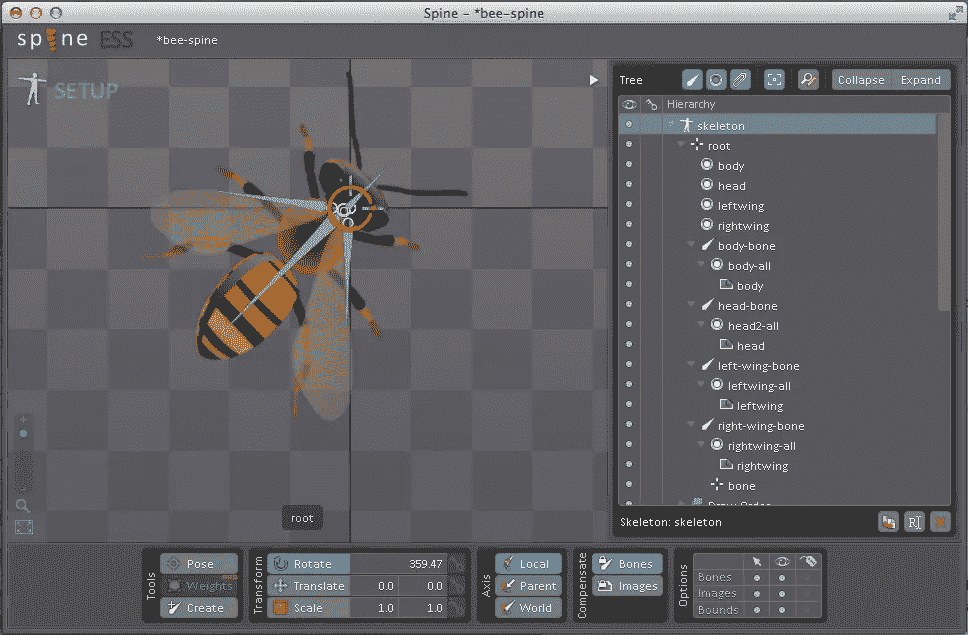 Spine - *bee-spine
spine ESS *bee-spine
SETUP
Tree Collapse Expand
Hierarchy
skeleton
root
body
head
leftwing
rightwing
body-bone
body-all
body
head-bone
head2-all
head
left-wing-bone
leftwing-all
leftwing
right-wing-bone
rightwing-all
rightwing
bone
Draw Order
Skeleton: skeleton
root
Tools
Pose
Weights
Create
Transform
Rotate 359.47
Translate 0.0 0.0
Scale 1.0 1.0
Axis
Local
Parent
World
Compensate
Bones
Images
Options
Bones
Images
Bounds